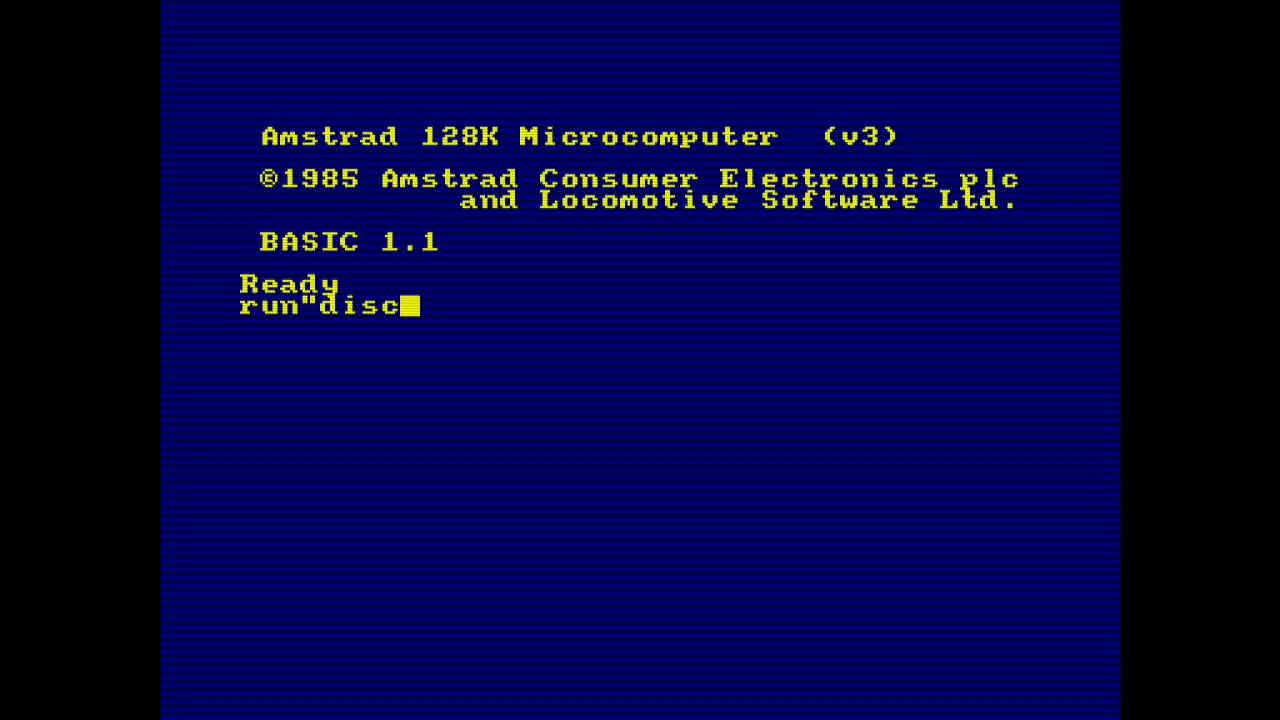 Amstrad 128K Microcomputer  (v3)
©1985 Amstrad Consumer Electronics plc
and Locomotive Software Ltd.
BASIC 1.1
Ready
run"disc